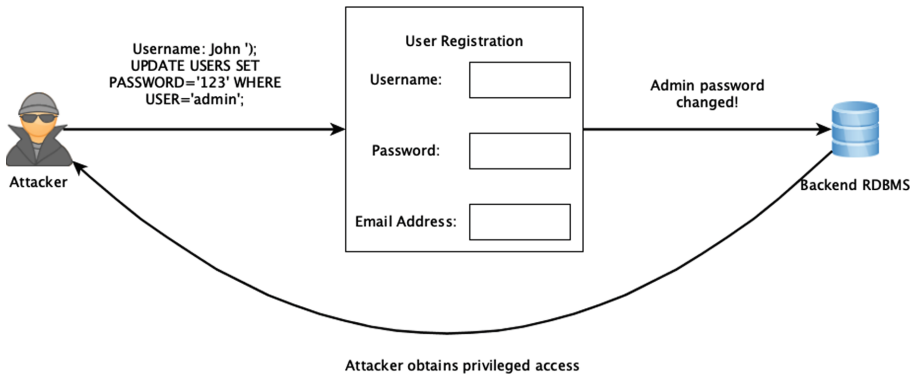 Username: John ');
UPDATE USERS SET
PASSWORD='123' WHERE
USER='admin';
Attacker
User Registration
Username:
Password:
Email Address:
Admin password
changed!
Backend RDBMS
Attacker obtains privileged access